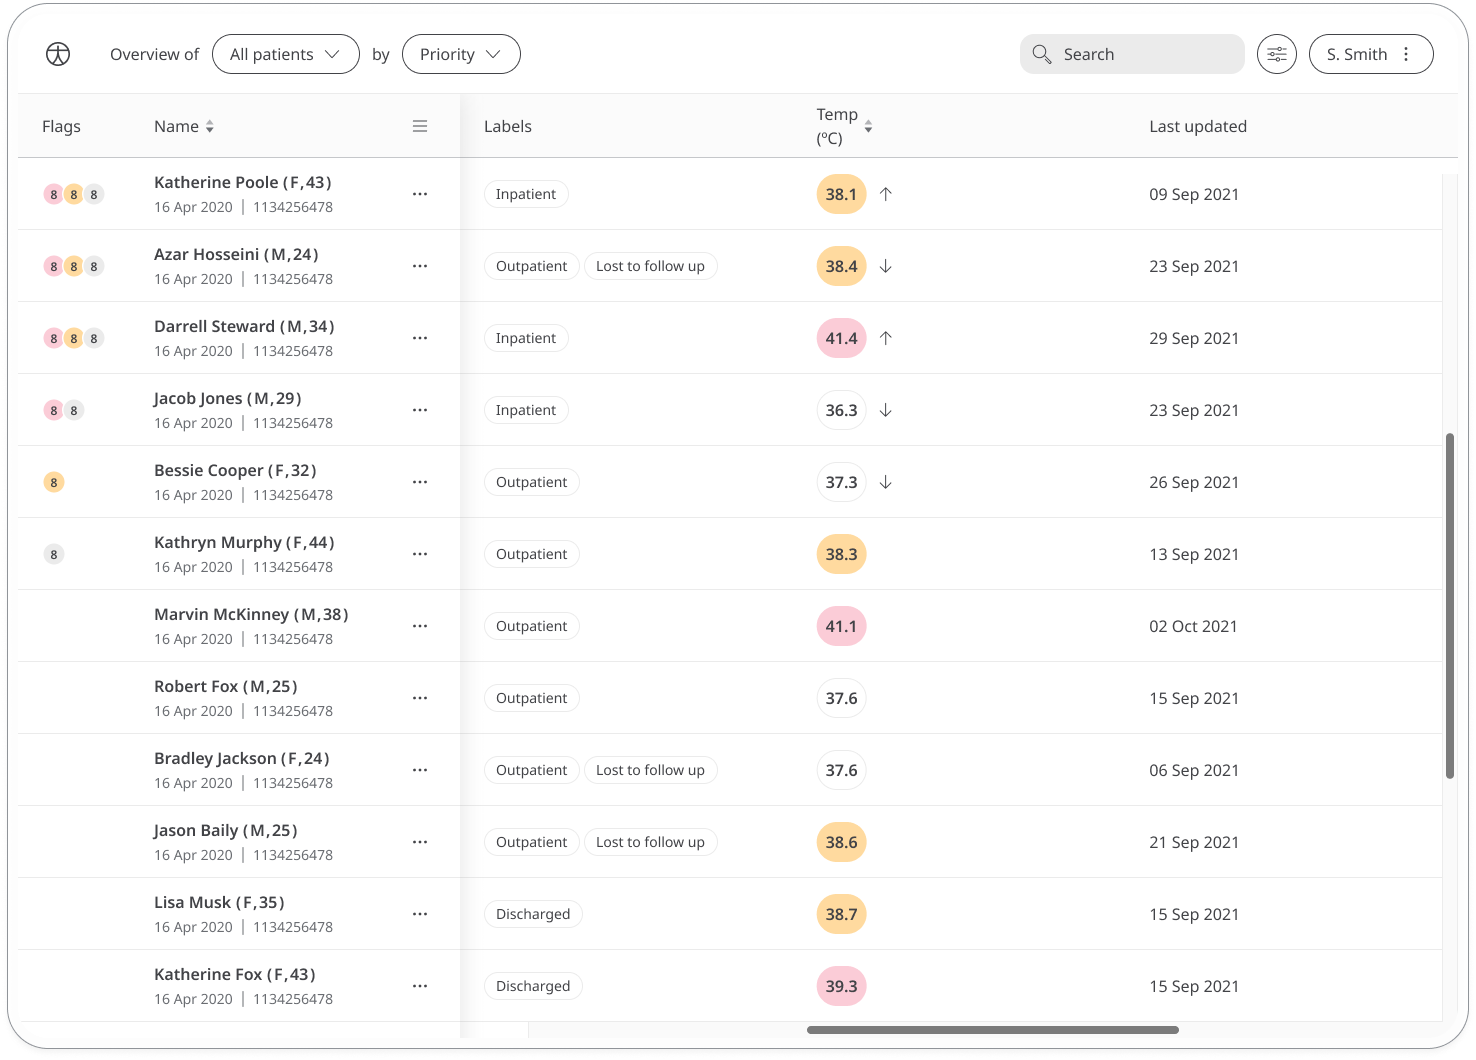 Overview of All patients by Priority Search S. Smith
Flags Name Labels Temp (ºC) Last updated
8 8 8 Katherine Poole (F,43) Inpatient 38.1 ↑ 09 Sep 2021
16 Apr 2020 | 1134256478
8 8 8 Azar Hosseini (M,24) Outpatient Lost to follow up 38.4 ↓ 23 Sep 2021
16 Apr 2020 | 1134256478
8 8 8 Darrell Steward (M,34) Inpatient 41.4 ↑ 29 Sep 2021
16 Apr 2020 | 1134256478
8 8 Jacob Jones (M,29) Inpatient 36.3 ↓ 23 Sep 2021
16 Apr 2020 | 1134256478
8 Bessie Cooper (F,32) Outpatient 37.3 ↓ 26 Sep 2021
16 Apr 2020 | 1134256478
8 Kathryn Murphy (F,44) Outpatient 38.3 13 Sep 2021
16 Apr 2020 | 1134256478
Marvin McKinney (M,38) Outpatient 41.1 02 Oct 2021
16 Apr 2020 | 1134256478
Robert Fox (M,25) Outpatient 37.6 15 Sep 2021
16 Apr 2020 | 1134256478
Bradley Jackson (F,24) Outpatient Lost to follow up 37.6 06 Sep 2021
16 Apr 2020 | 1134256478
Jason Baily (M,25) Outpatient Lost to follow up 38.6 21 Sep 2021
16 Apr 2020 | 1134256478
Lisa Musk (F,35) Discharged 38.7 15 Sep 2021
16 Apr 2020 | 1134256478
Katherine Fox (F,43) Discharged 39.3 15 Sep 2021
16 Apr 2020 | 1134256478